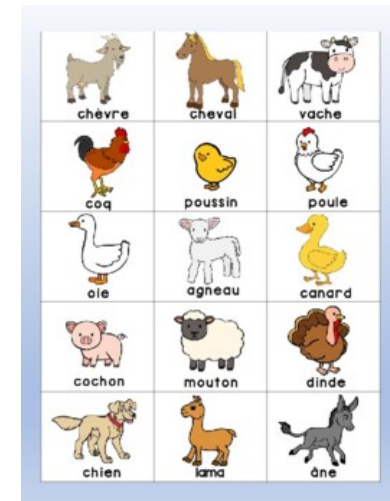 chèvre cheval vache
coq poussin poule
oie agneau canard
cochon mouton dinde
chien lama âne